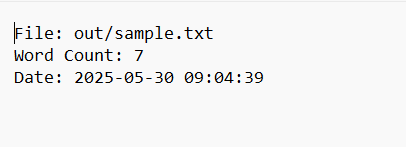 File: out/sample.txt
Word Count: 7
Date: 2025-05-30 09:04:39